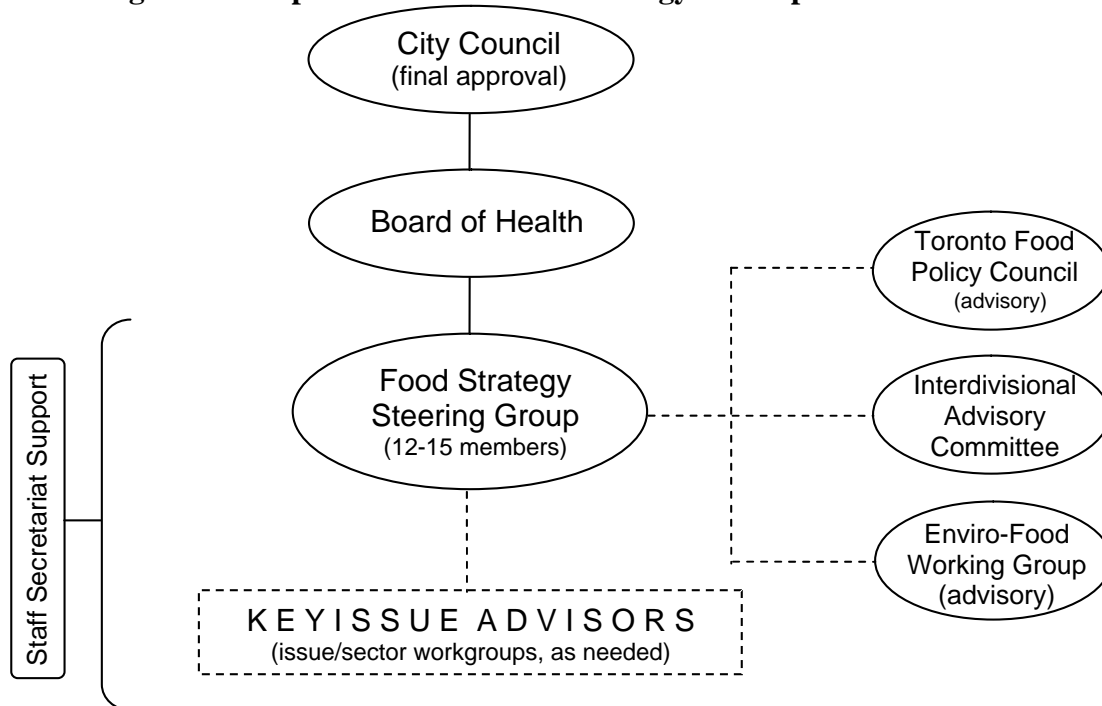 City Council
(final approval)
Board of Health
Food Strategy
Steering Group
(12-15 members)
Toronto Food
Policy Council
(advisory)
Interdivisional
Advisory
Committee
Enviro-Food
Working Group
(advisory)
K E Y I S S U E A D V I S O R S
(issue/sector workgroups, as needed)
Staff Secretariat Support